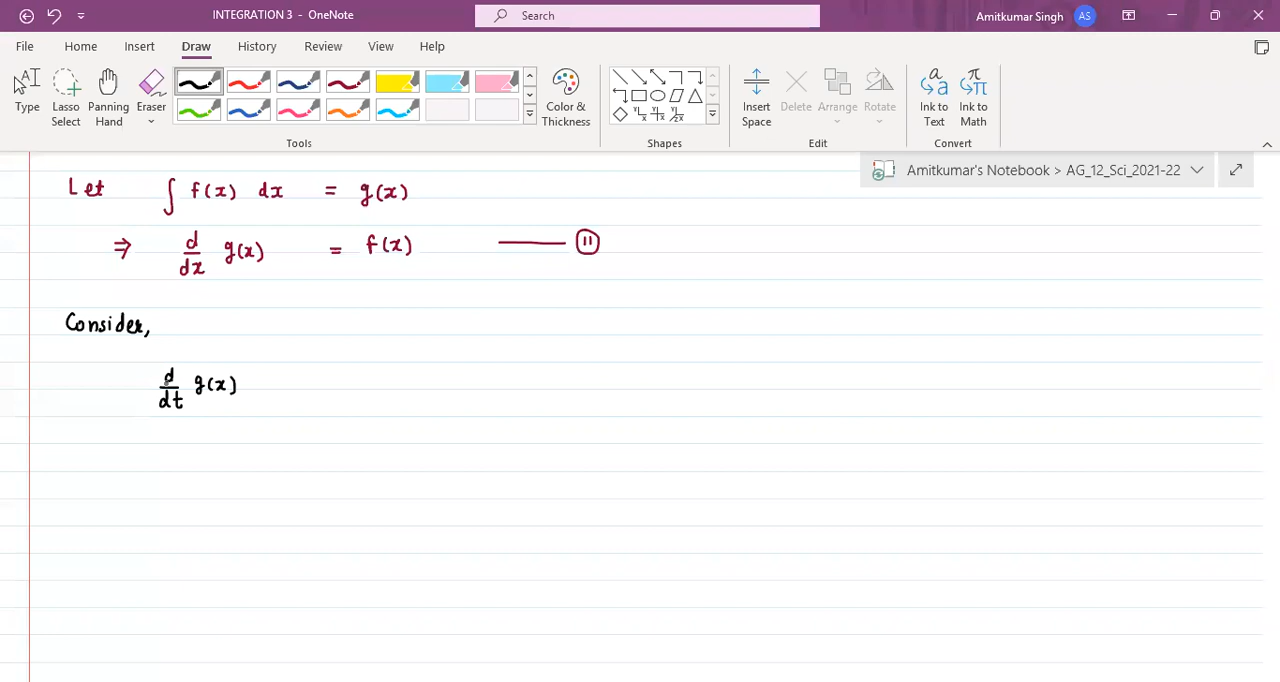 INTEGRATION 3 - OneNote
Search
Amitkumar Singh AS
File Home Insert Draw History Review View Help
Type Lasso Select Panning Hand Eraser Color & Thickness Insert Space Delete Arrange Rotate Ink to Text Ink to Math
Tools Shapes Edit Convert
Amitkumar's Notebook > AG_12_Sci_2021-22
Let ∫ f(x) dx = g(x)
⇒ d/dx g(x) = f(x) —— II
Consider,
d/dt g(x)